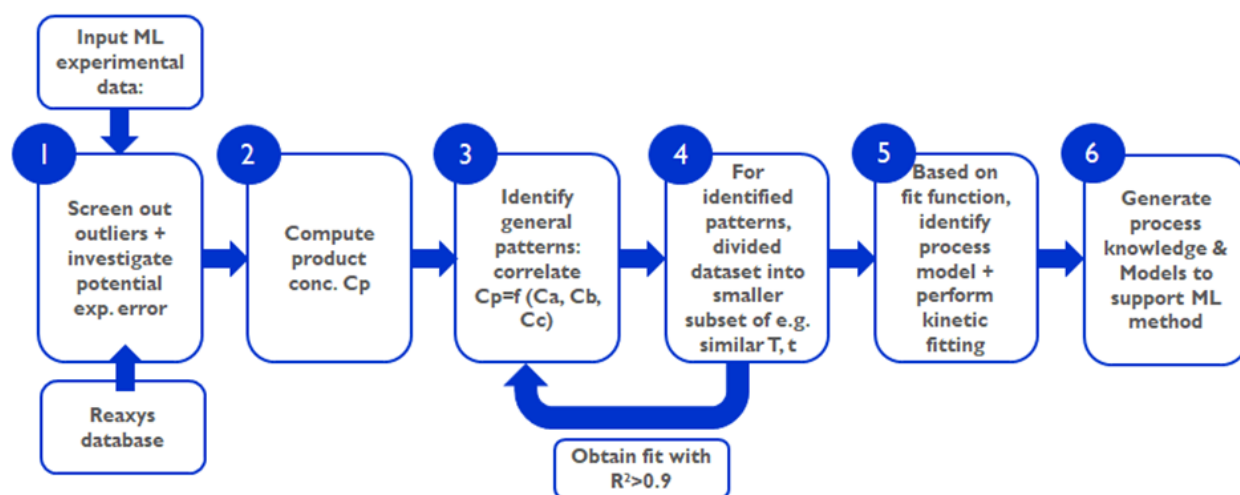 Input ML
experimental
data:
1
Screen out
outliers +
investigate
potential
exp. error
Reaxys
database
2
Compute
product
conc. Cp
3
Identify
general
patterns:
correlate
Cp=f (Ca, Cb,
Cc)
4
For
identified
patterns,
divided
dataset into
smaller
subset of e.g.
similar T, t
Obtain fit with
R²>0.9
5
Based on
fit function,
identify
process
model +
perform
kinetic
fitting
6
Generate
process
knowledge &
Models to
support ML
method